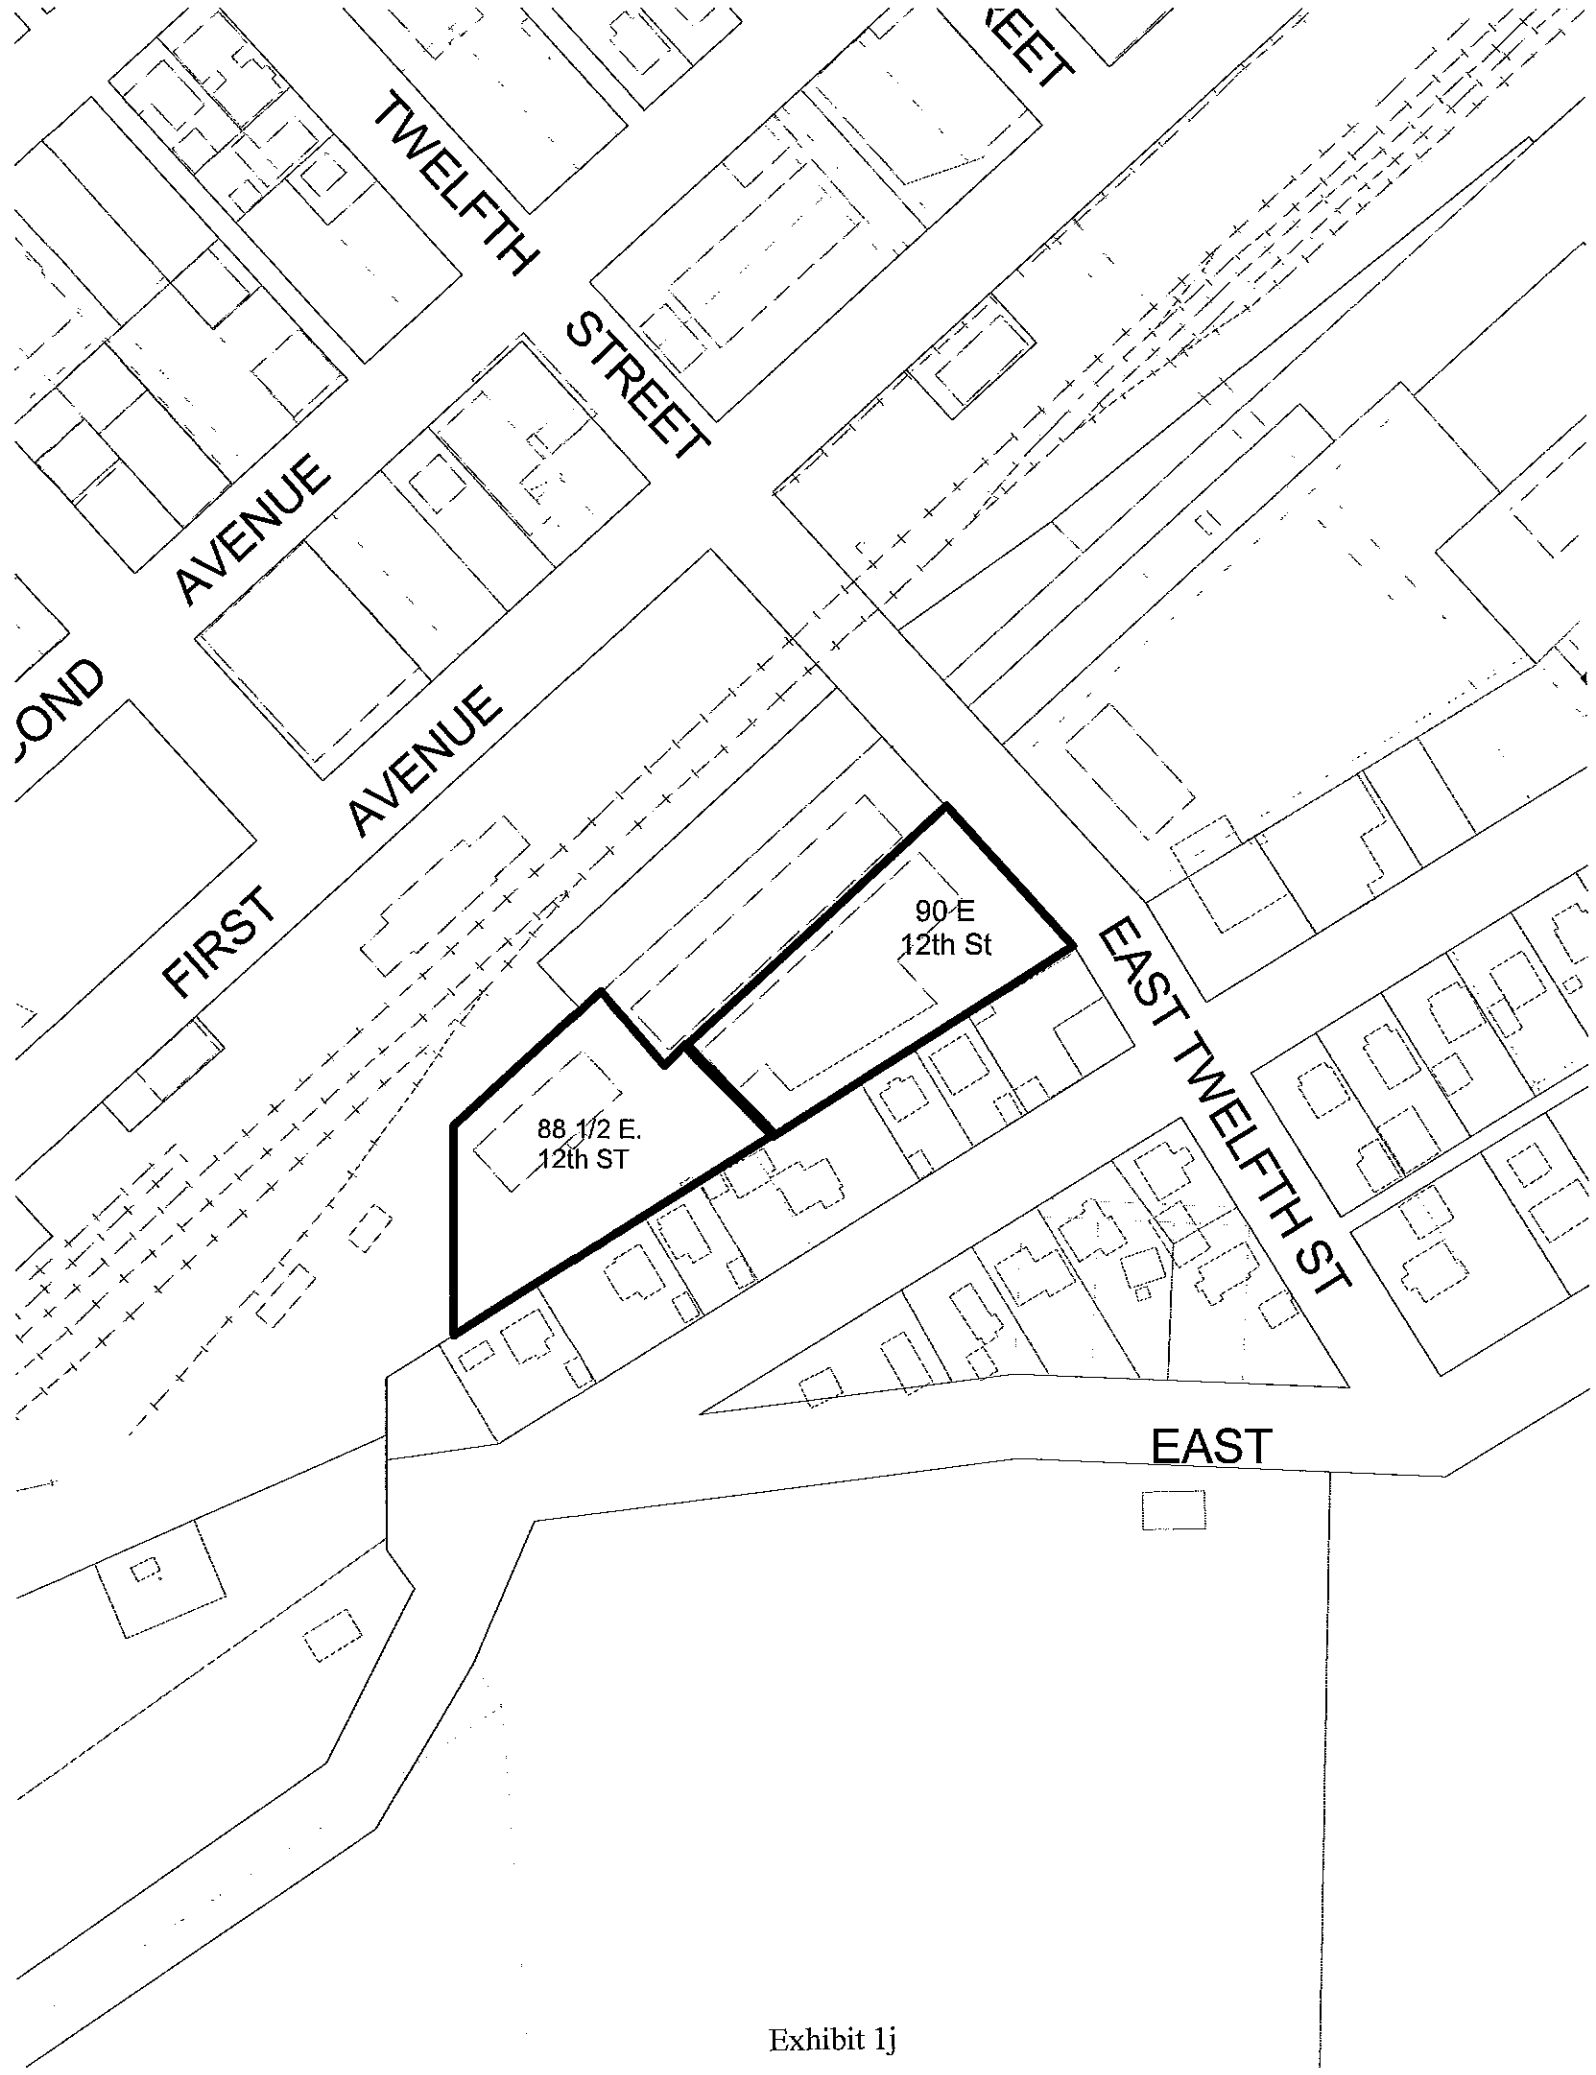 REET
TWELFTH
STREET
AVENUE
AVENUE
FIRST
90 E
12th St
88 1/2 E.
12th ST
EAST TWELFTH ST
EAST
Exhibit 1j